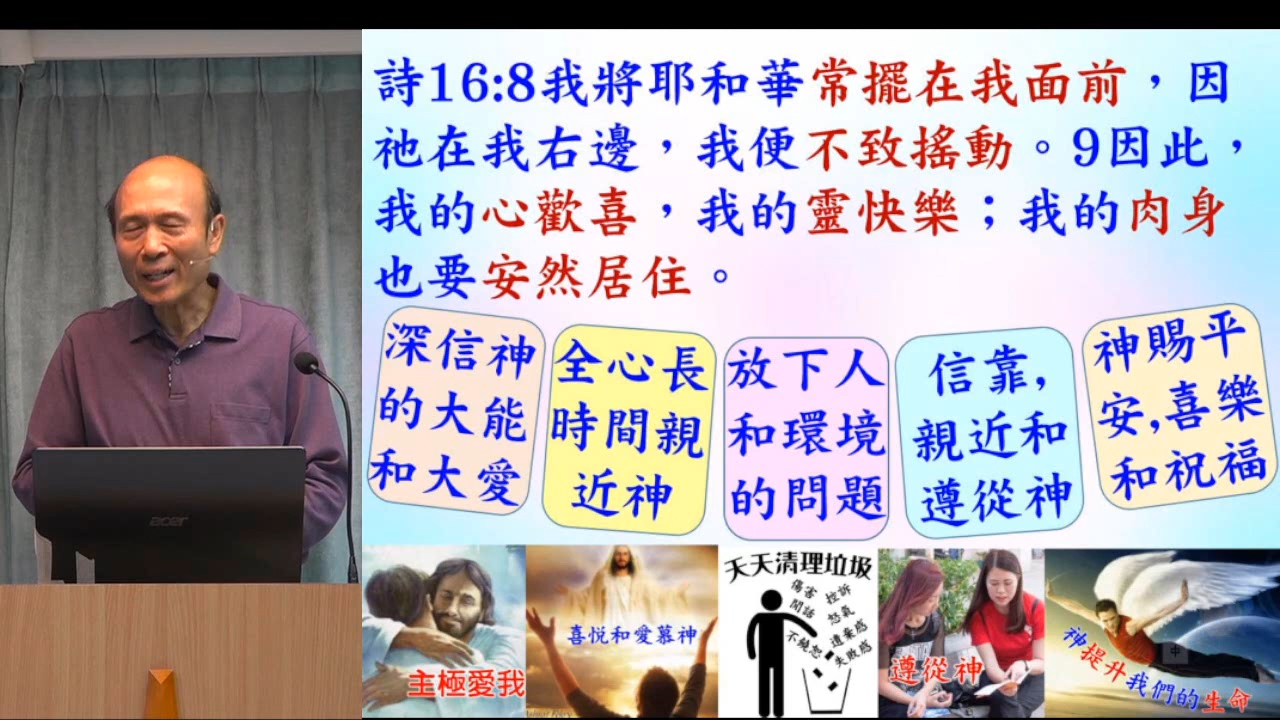 詩16:8我將耶和華常擺在我面前，因
祂在我右邊，我便不致搖動。9因此，
我的心歡喜，我的靈快樂；我的肉身
也要安然居住。
深信神
的大能
和大愛
全心長
時間親
近神
放下人
和環境
的問題
信靠,
親近和
遵從神
神賜平
安,喜樂
和祝福
主極愛我
喜悅和愛慕神
天天清理垃圾
傷害
閒話
不饒恕
控訴
怒氣
遺棄感
失敗感
遵從神
神提升我們的生命
中
acer